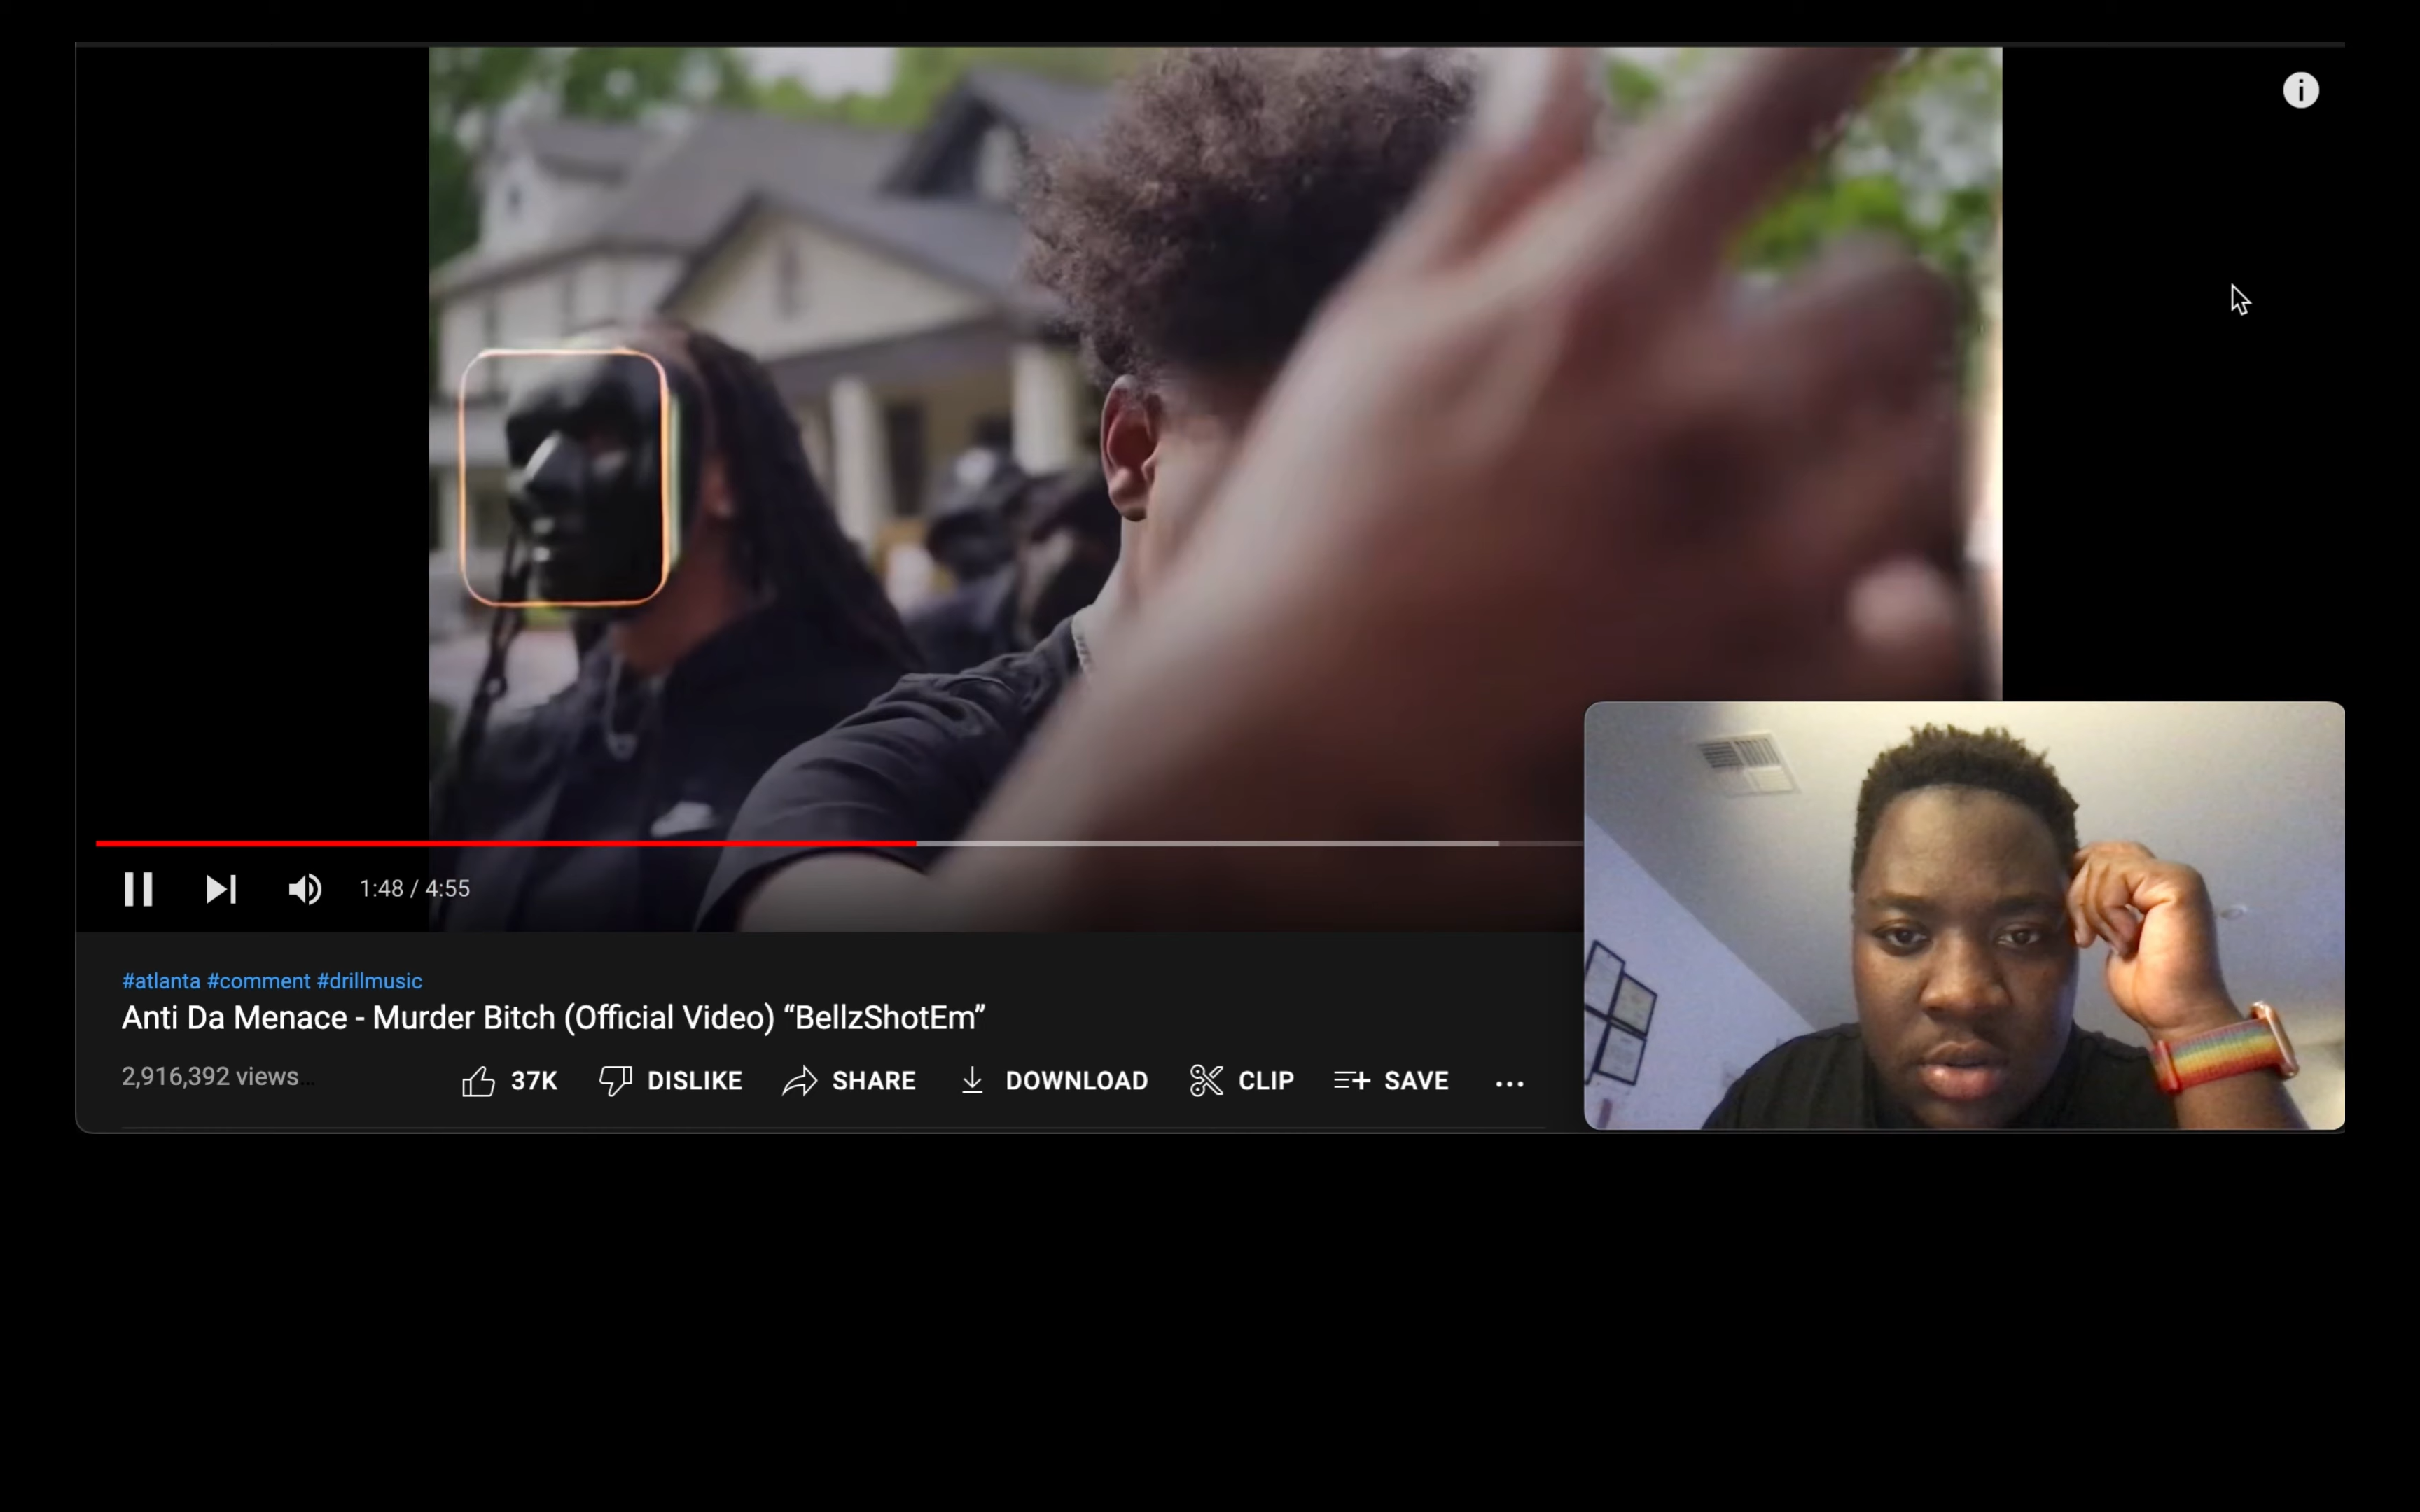 1:48 / 4:55
#atlanta #comment #drillmusic
Anti Da Menace - Murder Bitch (Official Video) “BellzShotEm”
2,916,392 views...
37K DISLIKE SHARE DOWNLOAD CLIP SAVE